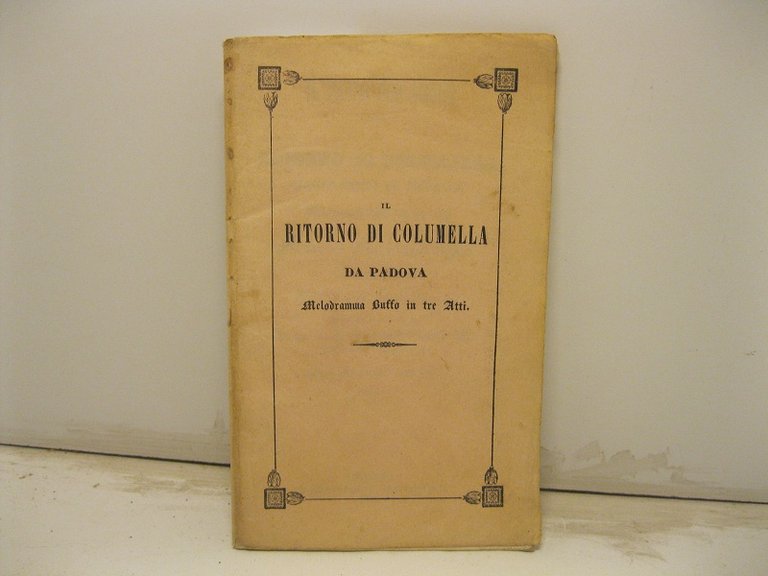 IL
RITORNO DI COLUMELLA
DA PADOVA
Melodramma Buffo in tre Atti.